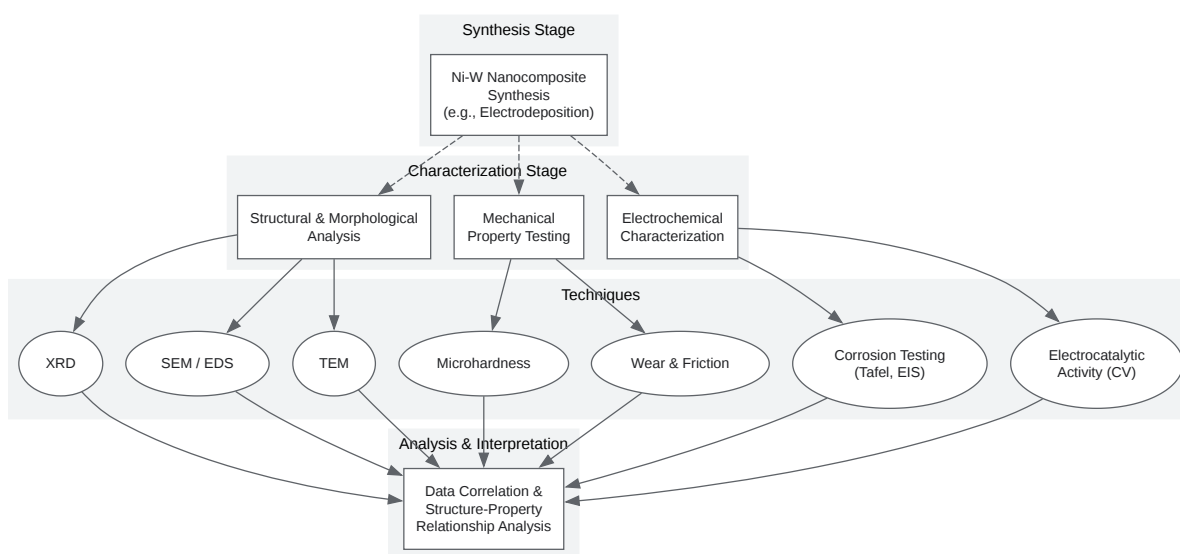 Synthesis Stage
Ni-W Nanocomposite
Synthesis
(e.g., Electrodeposition)
Characterization Stage
Structural & Morphological
Analysis
Mechanical
Property Testing
Electrochemical
Characterization
Techniques
XRD
SEM / EDS
TEM
Microhardness
Wear & Friction
Corrosion Testing
(Tafel, EIS)
Electrocatalytic
Activity (CV)
Analysis & Interpretation
Data Correlation &
Structure-Property
Relationship Analysis